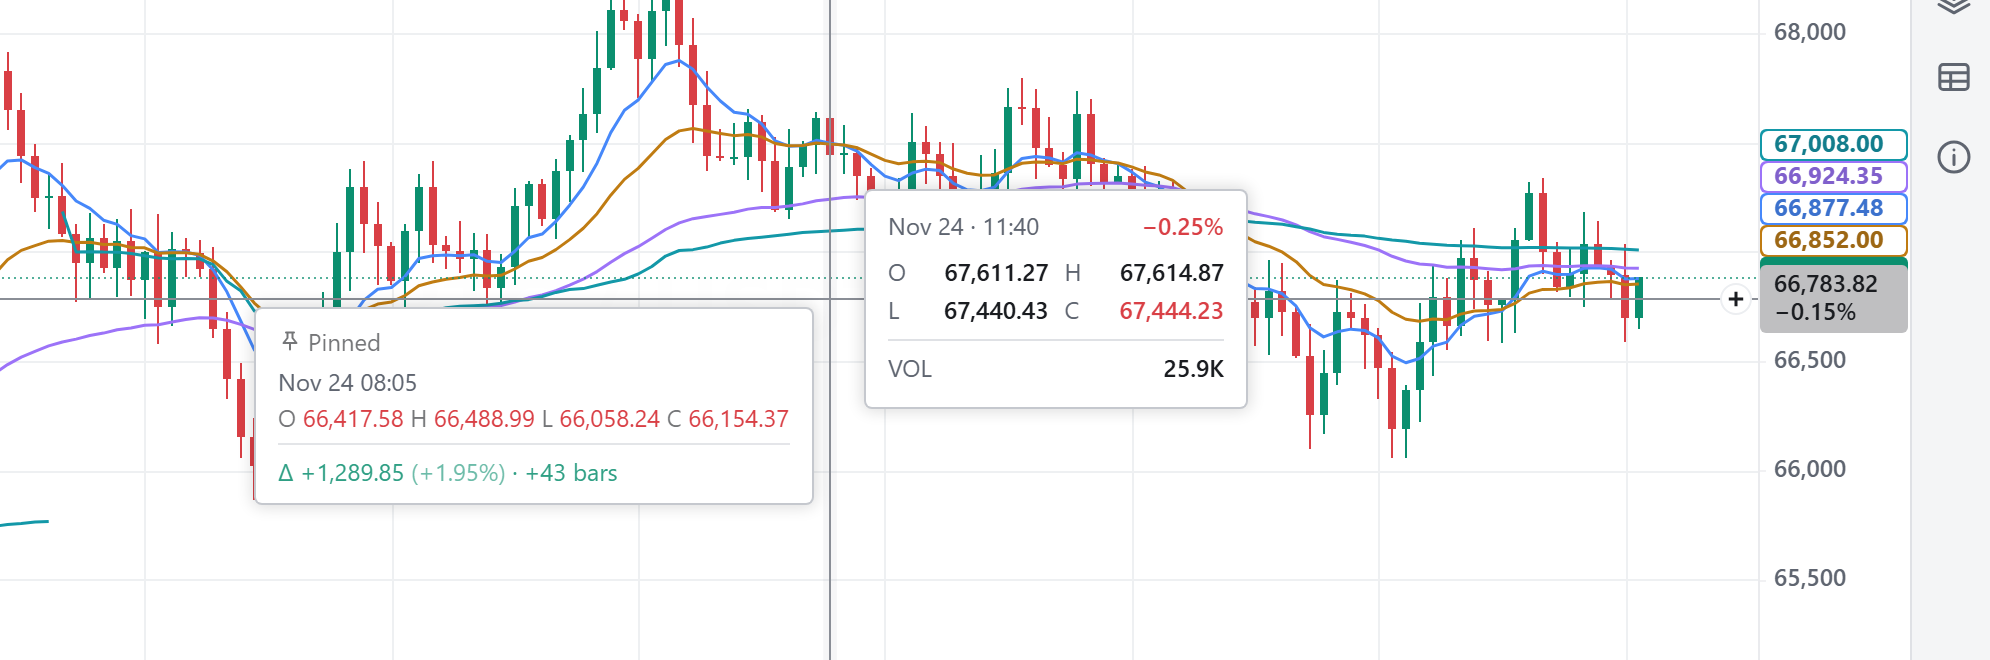 68,000
67,008.00
66,924.35
66,877.48
66,852.00
66,783.82
−0.15%
66,500
66,000
65,500
Nov 24 · 11:40 −0.25%
O 67,611.27 H 67,614.87
L 67,440.43 C 67,444.23
VOL 25.9K
Pinned
Nov 24 08:05
O 66,417.58 H 66,488.99 L 66,058.24 C 66,154.37
Δ +1,289.85 (+1.95%) · +43 bars